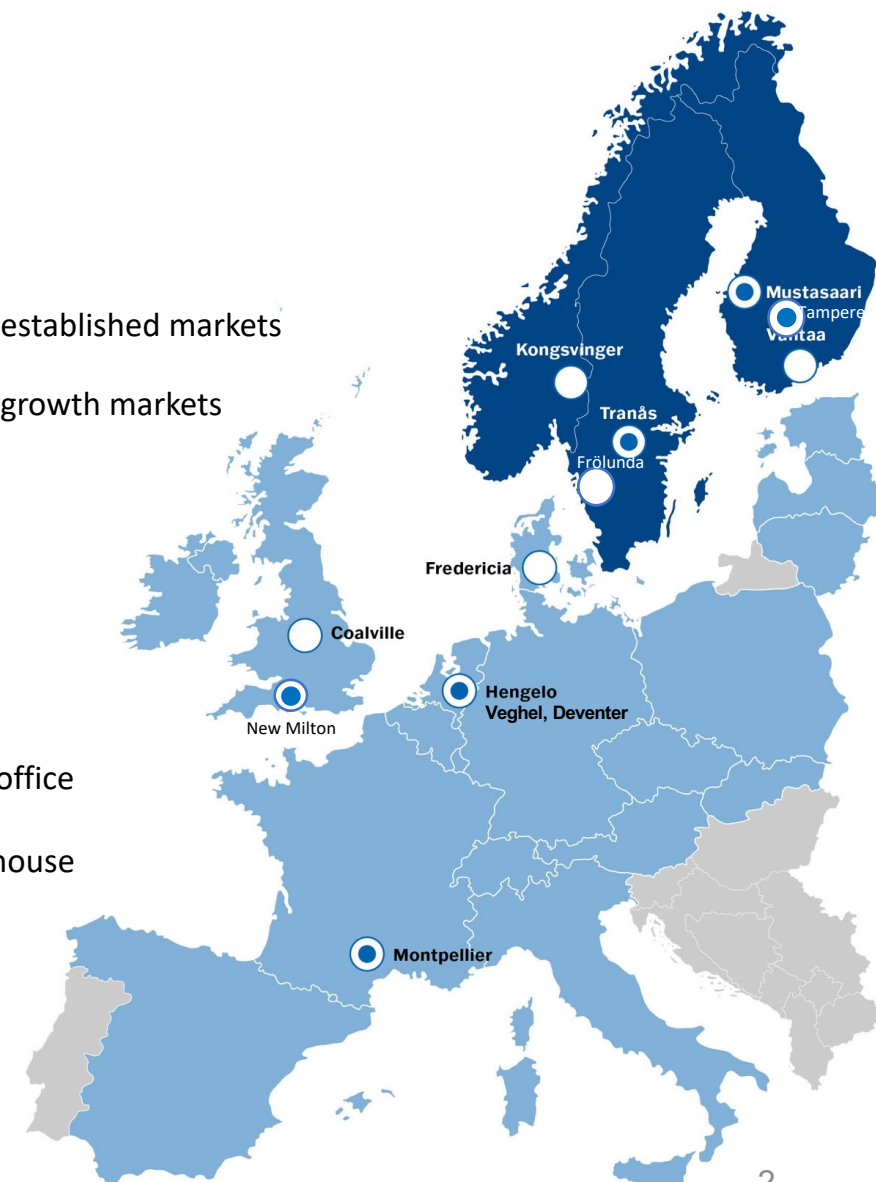 established markets
growth markets
Mustasaari
Tampere
Vantaa
Kongsvinger
Tranås
Frölunda
Fredericia
Coalville
Hengelo
Veghel, Deventer
New Milton
office
house
Montpellier
2